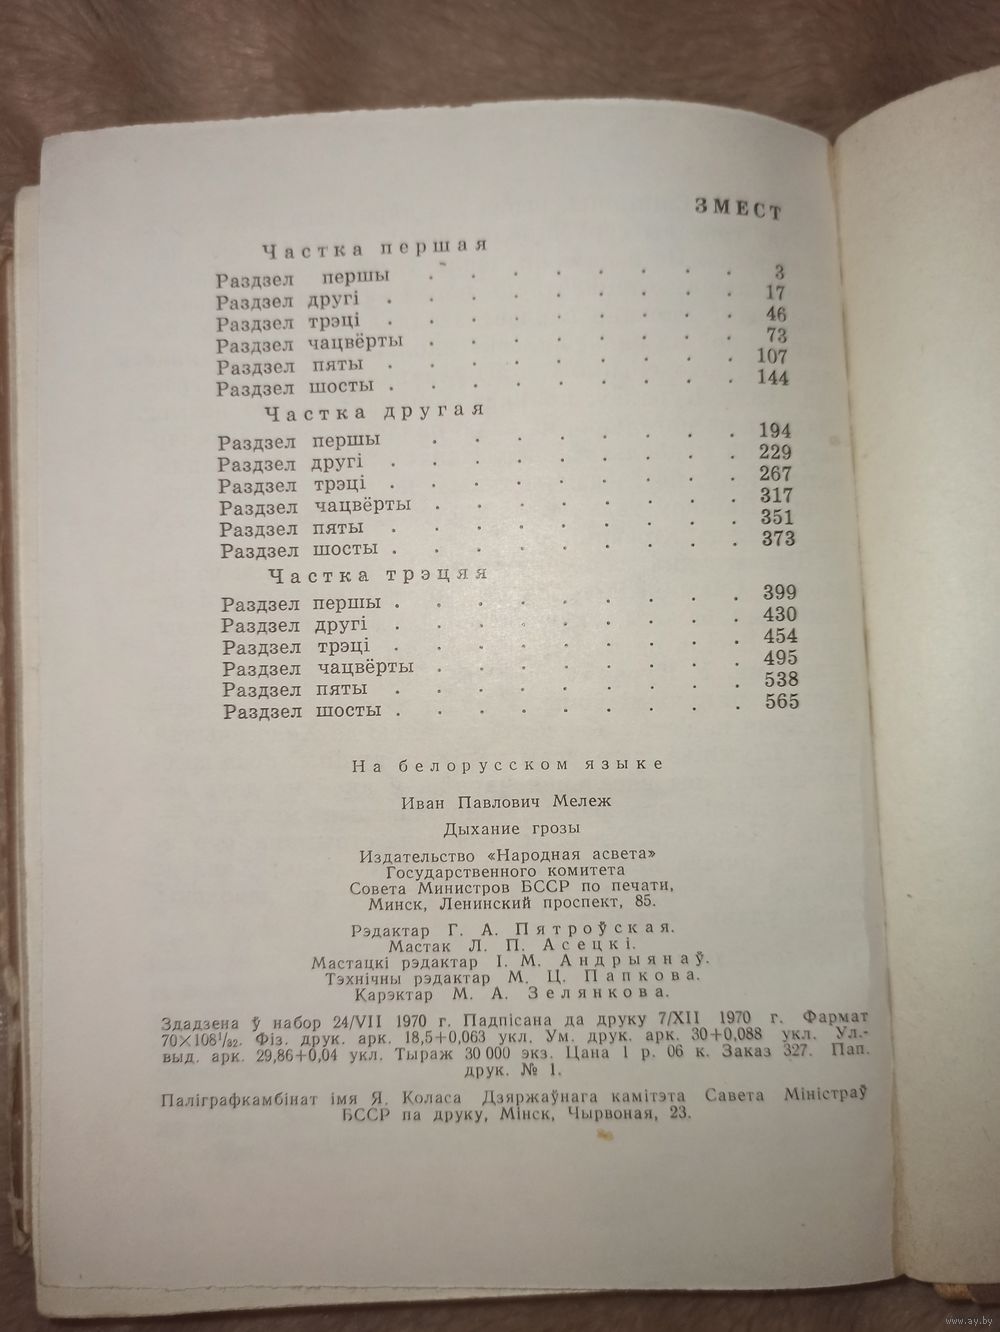 ЗМЕСТ
Частка першая
Раздзел першы . . . . . . . . 3
Раздзел другі . . . . . . . . . 17
Раздзел трэці . . . . . . . . . 46
Раздзел чацвёрты . . . . . . . . 73
Раздзел пяты . . . . . . . . . 107
Раздзел шосты . . . . . . . . . 144
Частка другая
Раздзел першы . . . . . . . . 194
Раздзел другі . . . . . . . . . 229
Раздзел трэці . . . . . . . . . 267
Раздзел чацвёрты . . . . . . . . 317
Раздзел пяты . . . . . . . . . 351
Раздзел шосты . . . . . . . . . 373
Частка трэцяя
Раздзел першы . . . . . . . . . 399
Раздзел другі . . . . . . . . . 430
Раздзел трэці . . . . . . . . . 454
Раздзел чацвёрты . . . . . . . . 495
Раздзел пяты . . . . . . . . . 538
Раздзел шосты . . . . . . . . . 565
На белорусском языке
Иван Павлович Мележ
Дыхание грозы
Издательство «Народная асвета»
Государственного комитета
Совета Министров БССР по печати,
Минск, Ленинский проспект, 85.
Рэдактар Г. А. Пятроўская.
Мастак Л. П. Асецкі.
Мастацкі рэдактар І. М. Андрыянаў.
Тэхнічны рэдактар М. Ц. Папкова.
Карэктар М. А. Зелянкова.
Здадзена ў набор 24/VII 1970 г. Падпісана да друку 7/XII 1970 г. Фармат
70×108¹/₃₂. Фіз. друк. арк. 18,5+0,063 укл. Ум. друк. арк. 30+0,088 укл. Ул.-
выд. арк. 29,86+0,04 укл. Тыраж 30 000 экз. Цана 1 р. 06 к. Заказ 327. Пап.
друк. № 1.
Паліграфкамбінат імя Я. Коласа Дзяржаўнага камітэта Савета Міністраў
БССР па друку, Мінск, Чырвоная, 23.
www.ay.by